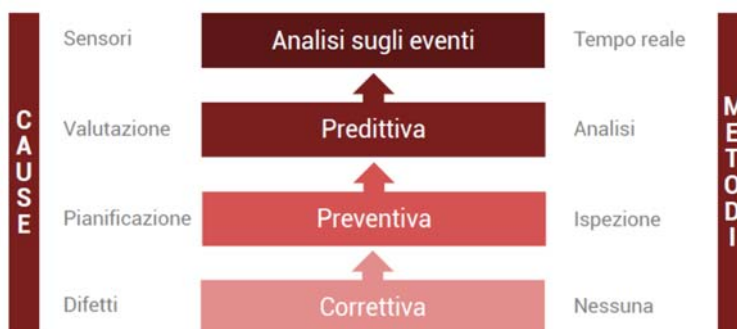 CAUSE
Sensori
Analisi sugli eventi
Tempo reale
Valutazione
Predittiva
Analisi
Pianificazione
Preventiva
Ispezione
Difetti
Correttiva
Nessuna
METODI